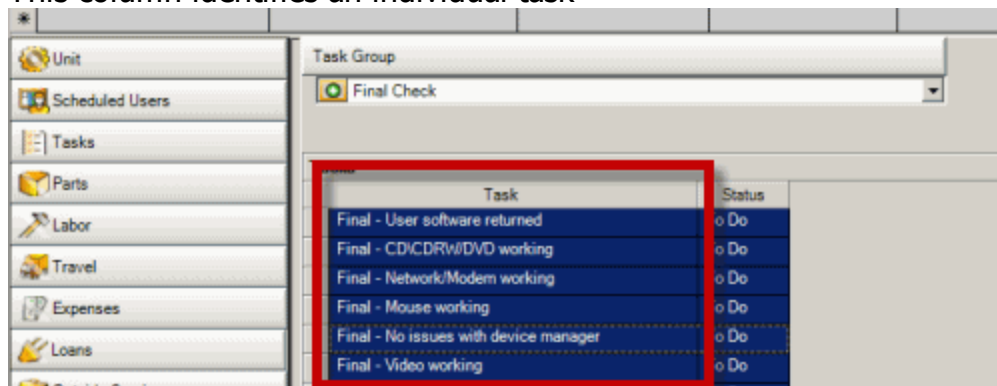 This column identifies an individual task
*
Unit
Task Group
Final Check
Scheduled Users
Tasks
Parts
Task Status
Labor
Final - User software returned o Do
Final - CD\CDRW/DVD working o Do
Travel
Final - Network/Modem working o Do
Expenses
Final - Mouse working o Do
Final - No issues with device manager o Do
Loans
Final - Video working o Do